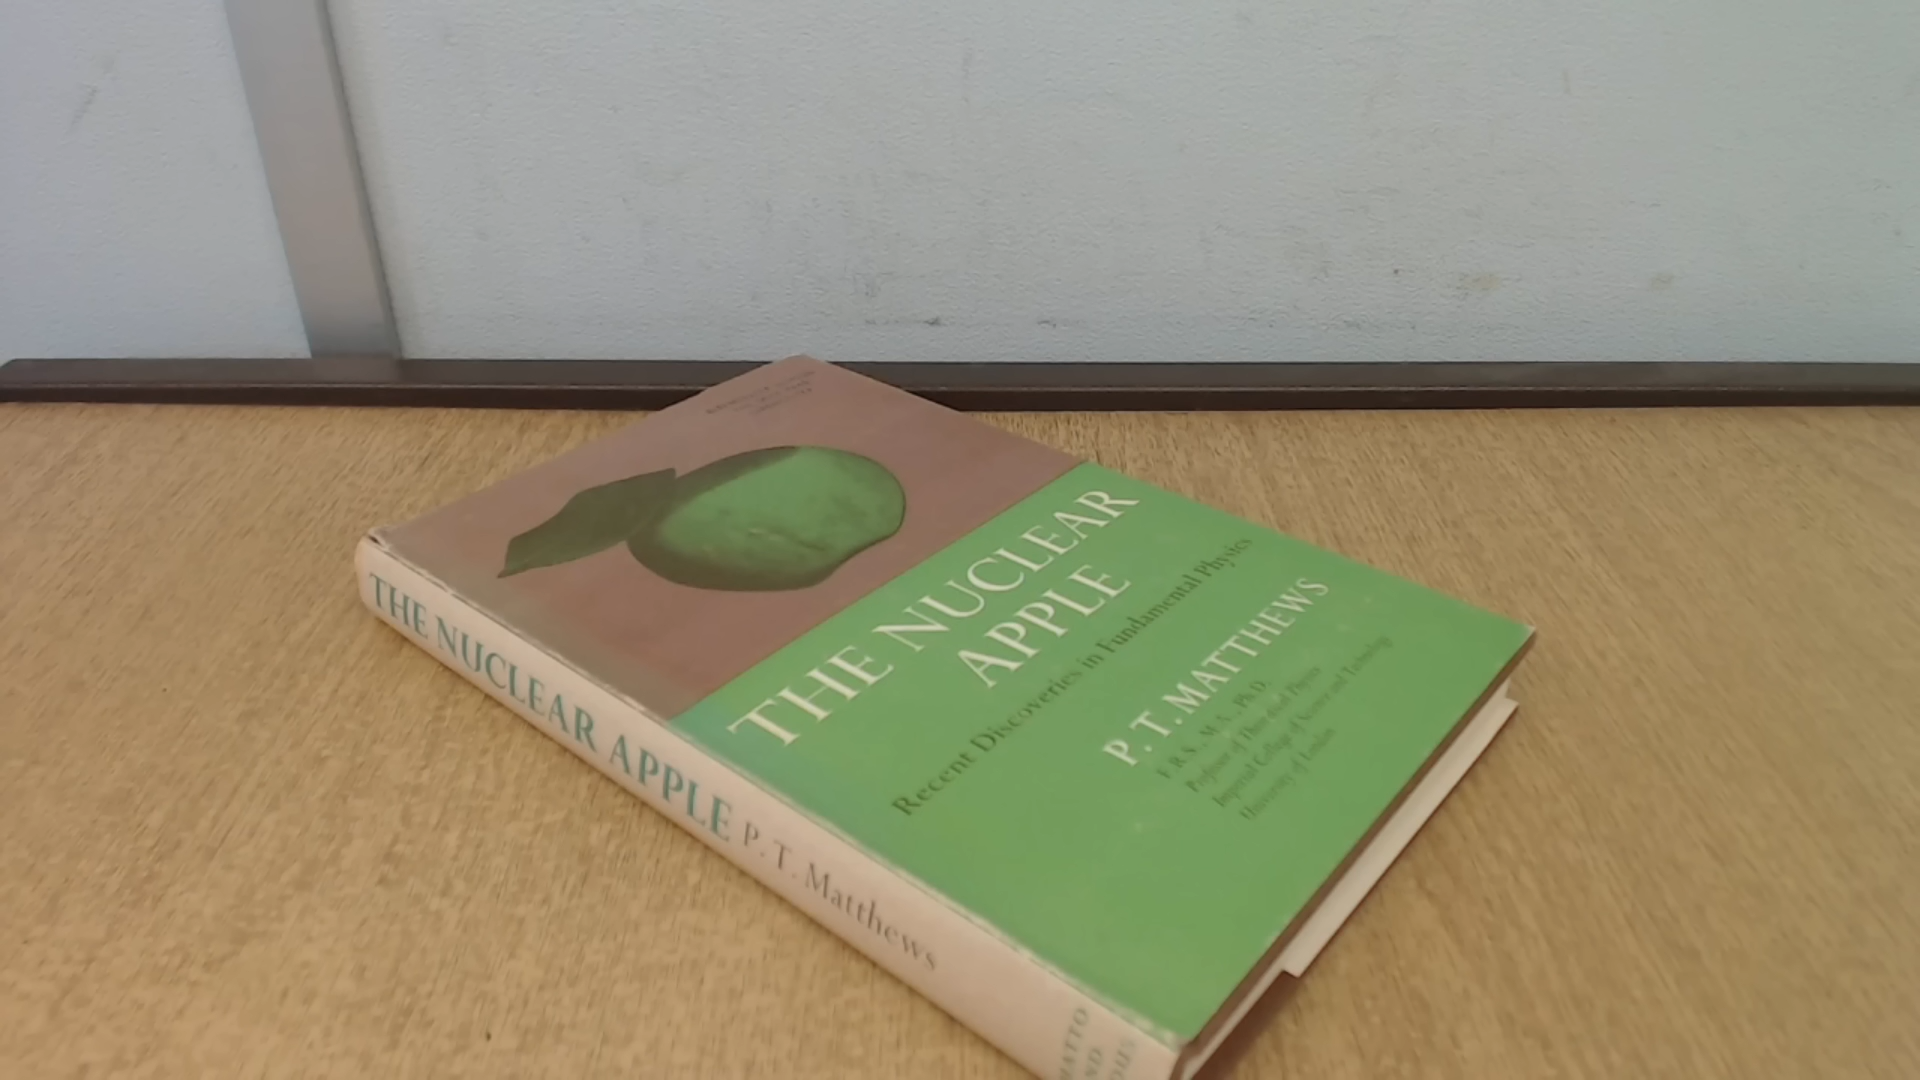 THE NUCLEAR
APPLE
Recent Discoveries in Fundamental Physics
P. T. MATTHEWS
F.R.S., M.A., Ph.D.
Professor of Theoretical Physics
Imperial College of Science and Technology
University of London
THE NUCLEAR APPLE P. T. Matthews